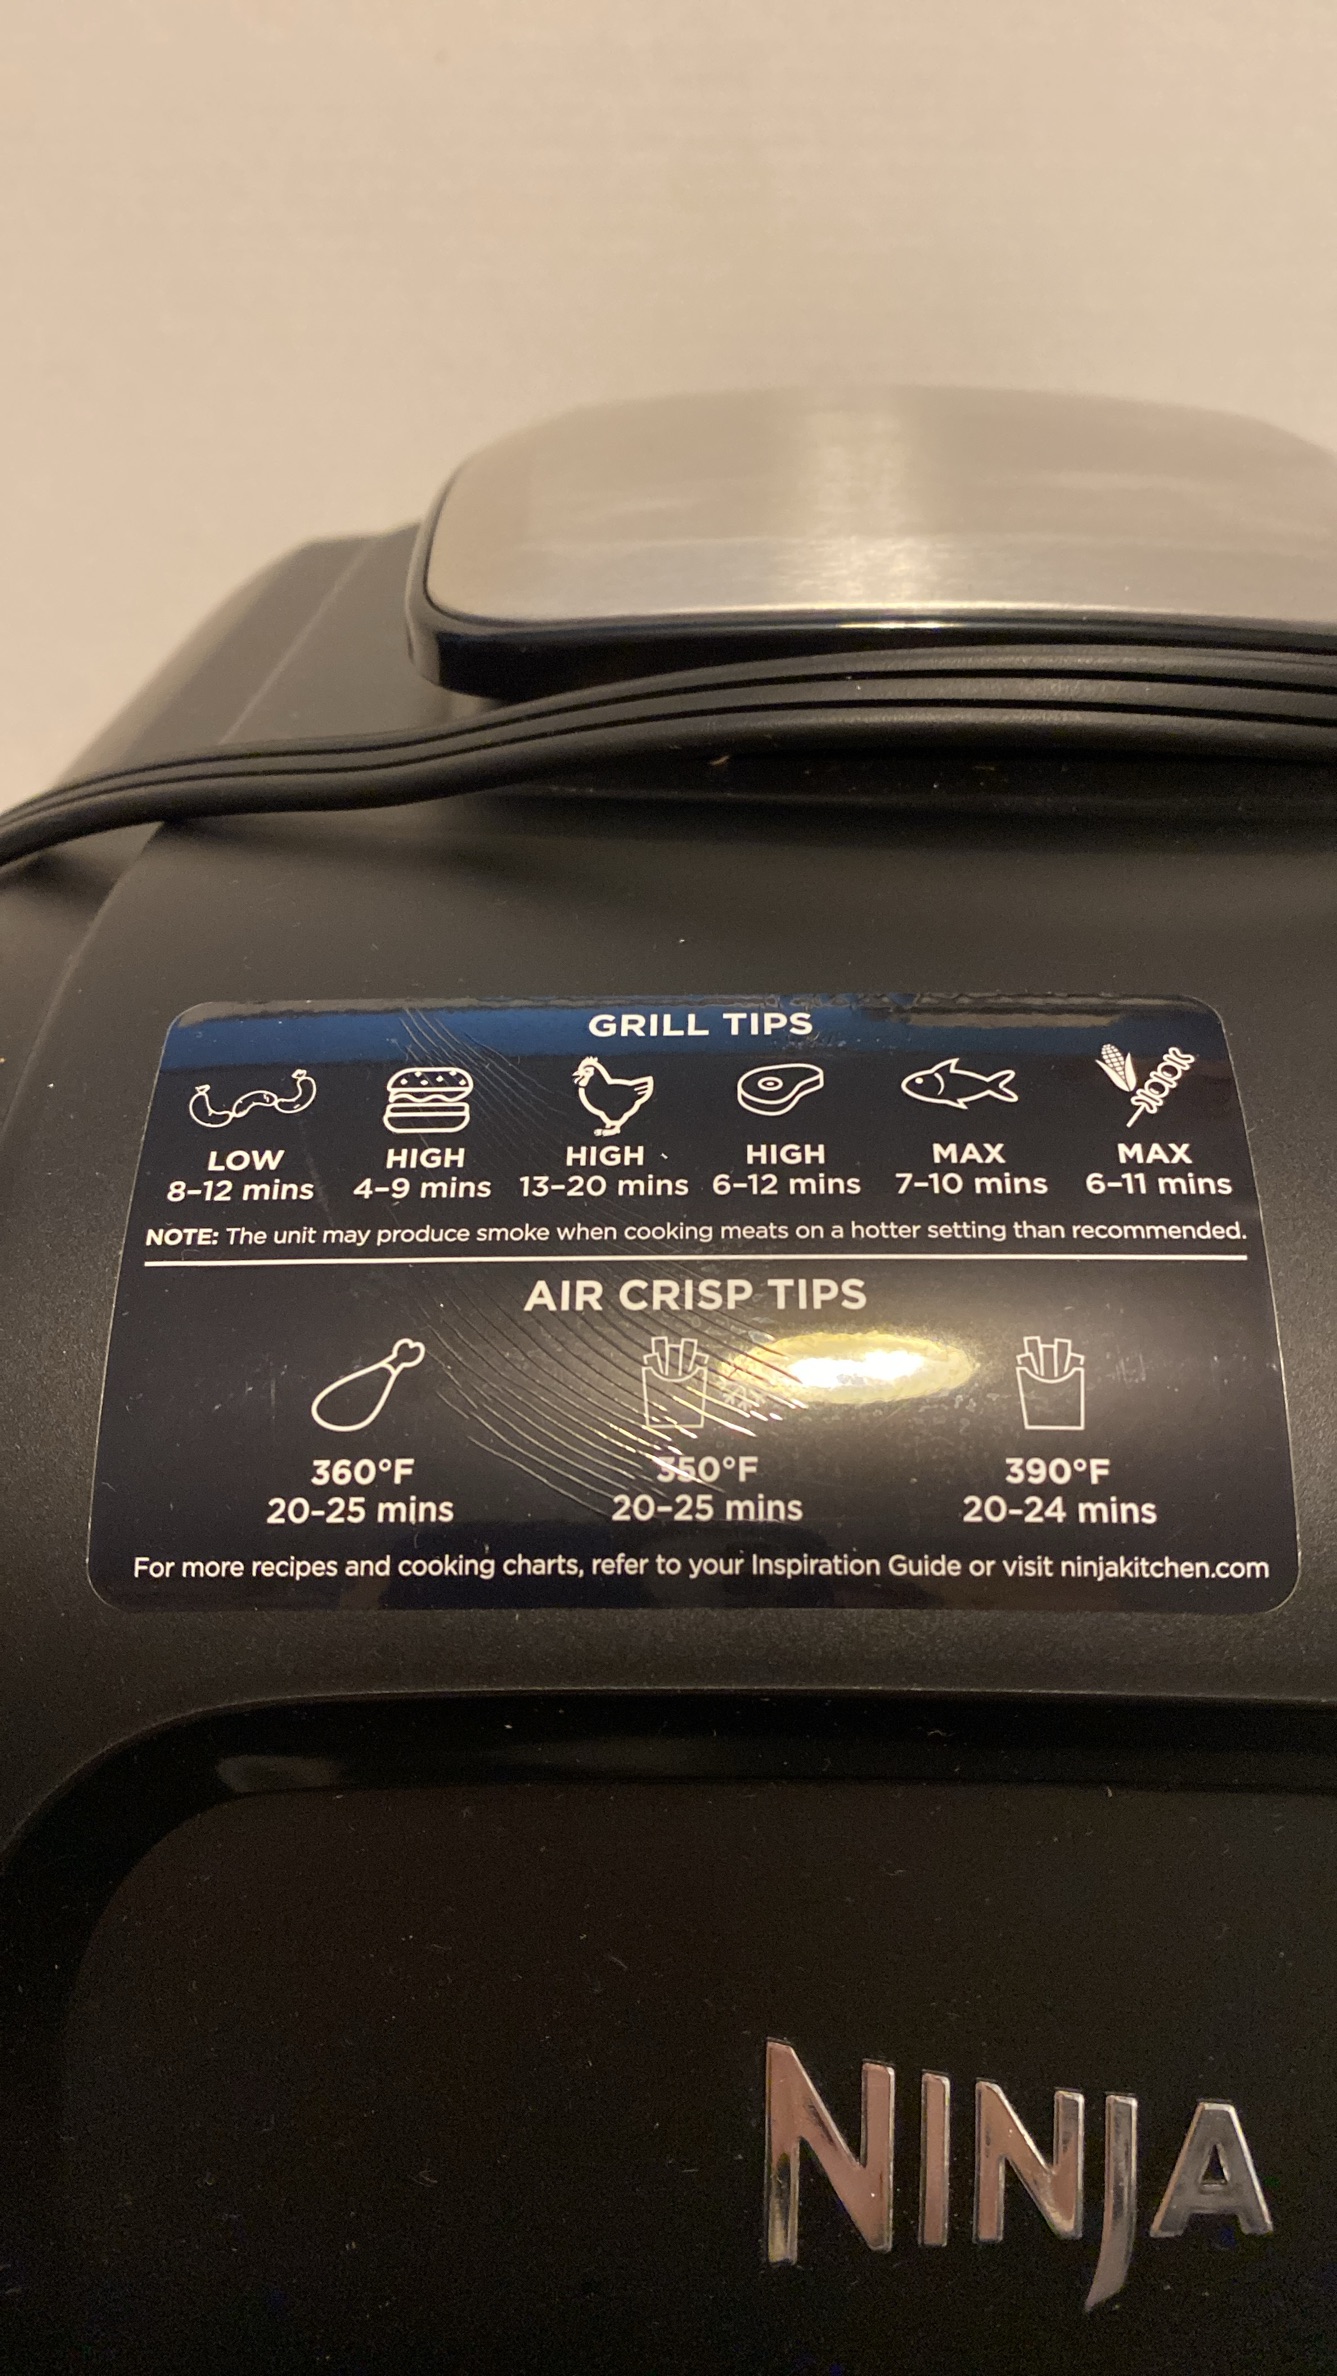 GRILL TIPS
LOW HIGH HIGH HIGH MAX MAX
8–12 mins 4–9 mins 13–20 mins 6–12 mins 7–10 mins 6–11 mins
NOTE: The unit may produce smoke when cooking meats on a hotter setting than recommended.
AIR CRISP TIPS
360°F 350°F 390°F
20–25 mins 20–25 mins 20–24 mins
For more recipes and cooking charts, refer to your Inspiration Guide or visit ninjakitchen.com
NINJA